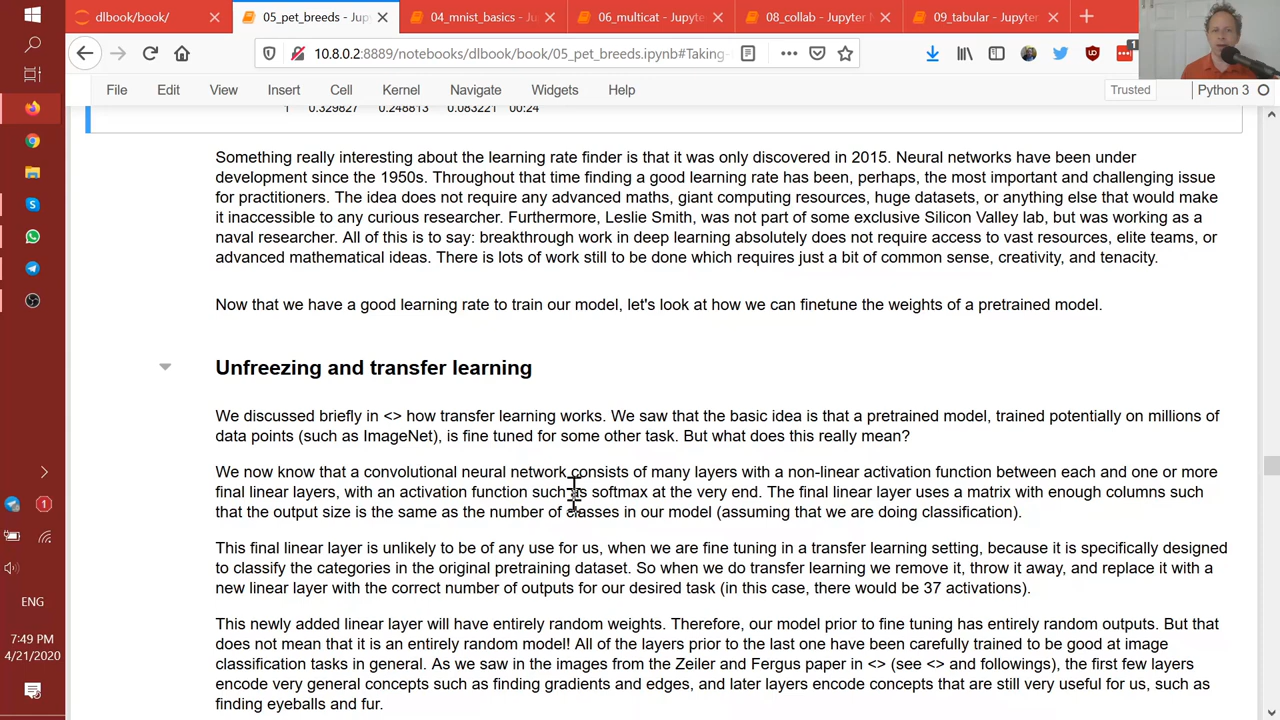 dlbook/book/
05_pet_breeds - Jup
04_mnist_basics - Jupyt
06_multicat - Jupyte
08_collab - Jupyter
09_tabular - Jupyte
10.8.0.2:8889/notebooks/dlbook/book/05_pet_breeds.ipynb#Taking-
1
File Edit View Insert Cell Kernel Navigate Widgets Help
Trusted
Python 3
1 0.329627 0.248813 0.083221 00:24
Something really interesting about the learning rate finder is that it was only discovered in 2015. Neural networks have been under
development since the 1950s. Throughout that time finding a good learning rate has been, perhaps, the most important and challenging issue
for practitioners. The idea does not require any advanced maths, giant computing resources, huge datasets, or anything else that would make
it inaccessible to any curious researcher. Furthermore, Leslie Smith, was not part of some exclusive Silicon Valley lab, but was working as a
naval researcher. All of this is to say: breakthrough work in deep learning absolutely does not require access to vast resources, elite teams, or
advanced mathematical ideas. There is lots of work still to be done which requires just a bit of common sense, creativity, and tenacity.
Now that we have a good learning rate to train our model, let's look at how we can finetune the weights of a pretrained model.
Unfreezing and transfer learning
We discussed briefly in <> how transfer learning works. We saw that the basic idea is that a pretrained model, trained potentially on millions of
data points (such as ImageNet), is fine tuned for some other task. But what does this really mean?
We now know that a convolutional neural network consists of many layers with a non-linear activation function between each and one or more
final linear layers, with an activation function such as softmax at the very end. The final linear layer uses a matrix with enough columns such
that the output size is the same as the number of classes in our model (assuming that we are doing classification).
This final linear layer is unlikely to be of any use for us, when we are fine tuning in a transfer learning setting, because it is specifically designed
to classify the categories in the original pretraining dataset. So when we do transfer learning we remove it, throw it away, and replace it with a
new linear layer with the correct number of outputs for our desired task (in this case, there would be 37 activations).
This newly added linear layer will have entirely random weights. Therefore, our model prior to fine tuning has entirely random outputs. But that
does not mean that it is an entirely random model! All of the layers prior to the last one have been carefully trained to be good at image
classification tasks in general. As we saw in the images from the Zeiler and Fergus paper in <> (see <> and followings), the first few layers
encode very general concepts such as finding gradients and edges, and later layers encode concepts that are still very useful for us, such as
finding eyeballs and fur.
1
ENG
7:49 PM
4/21/2020